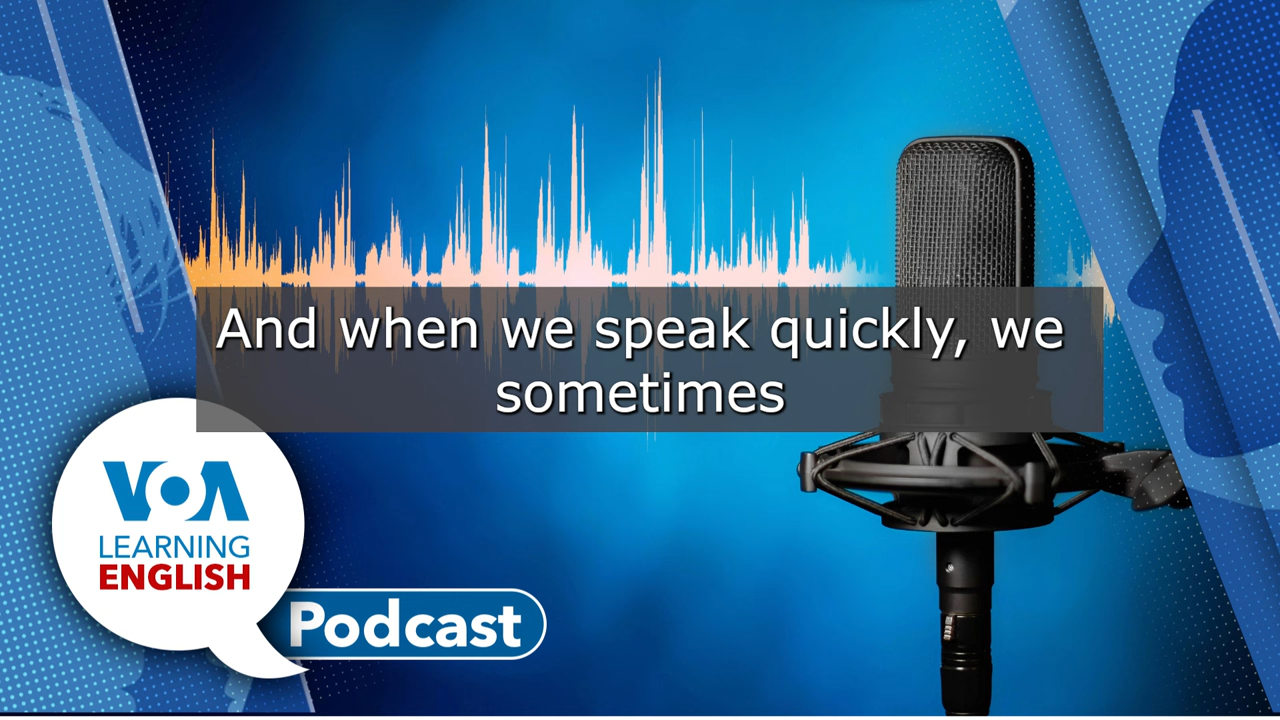 And when we speak quickly, we
sometimes
VOA
LEARNING
ENGLISH
Podcast